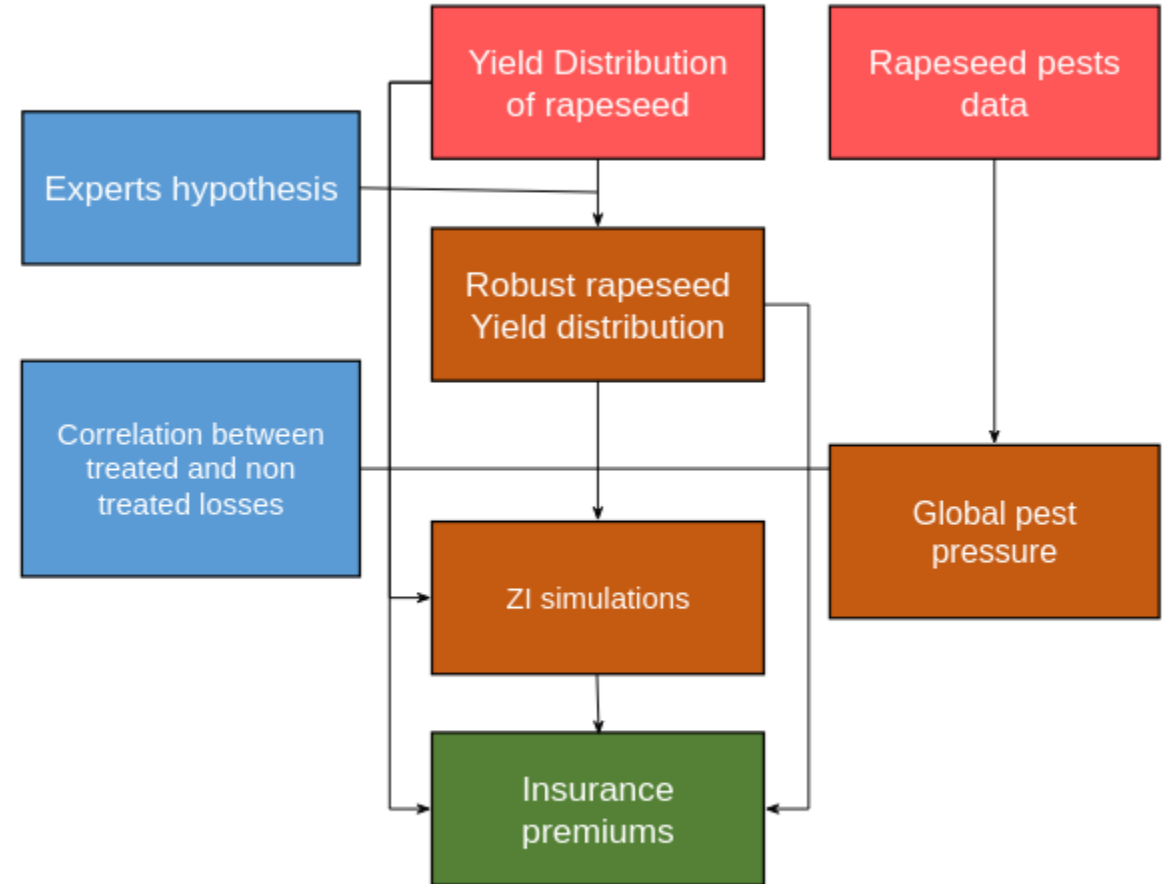 Yield Distribution
of rapeseed
Rapeseed pests
data
Experts hypothesis
Robust rapeseed
Yield distribution
Correlation between
treated and non
treated losses
Global pest
pressure
ZI simulations
Insurance
premiums